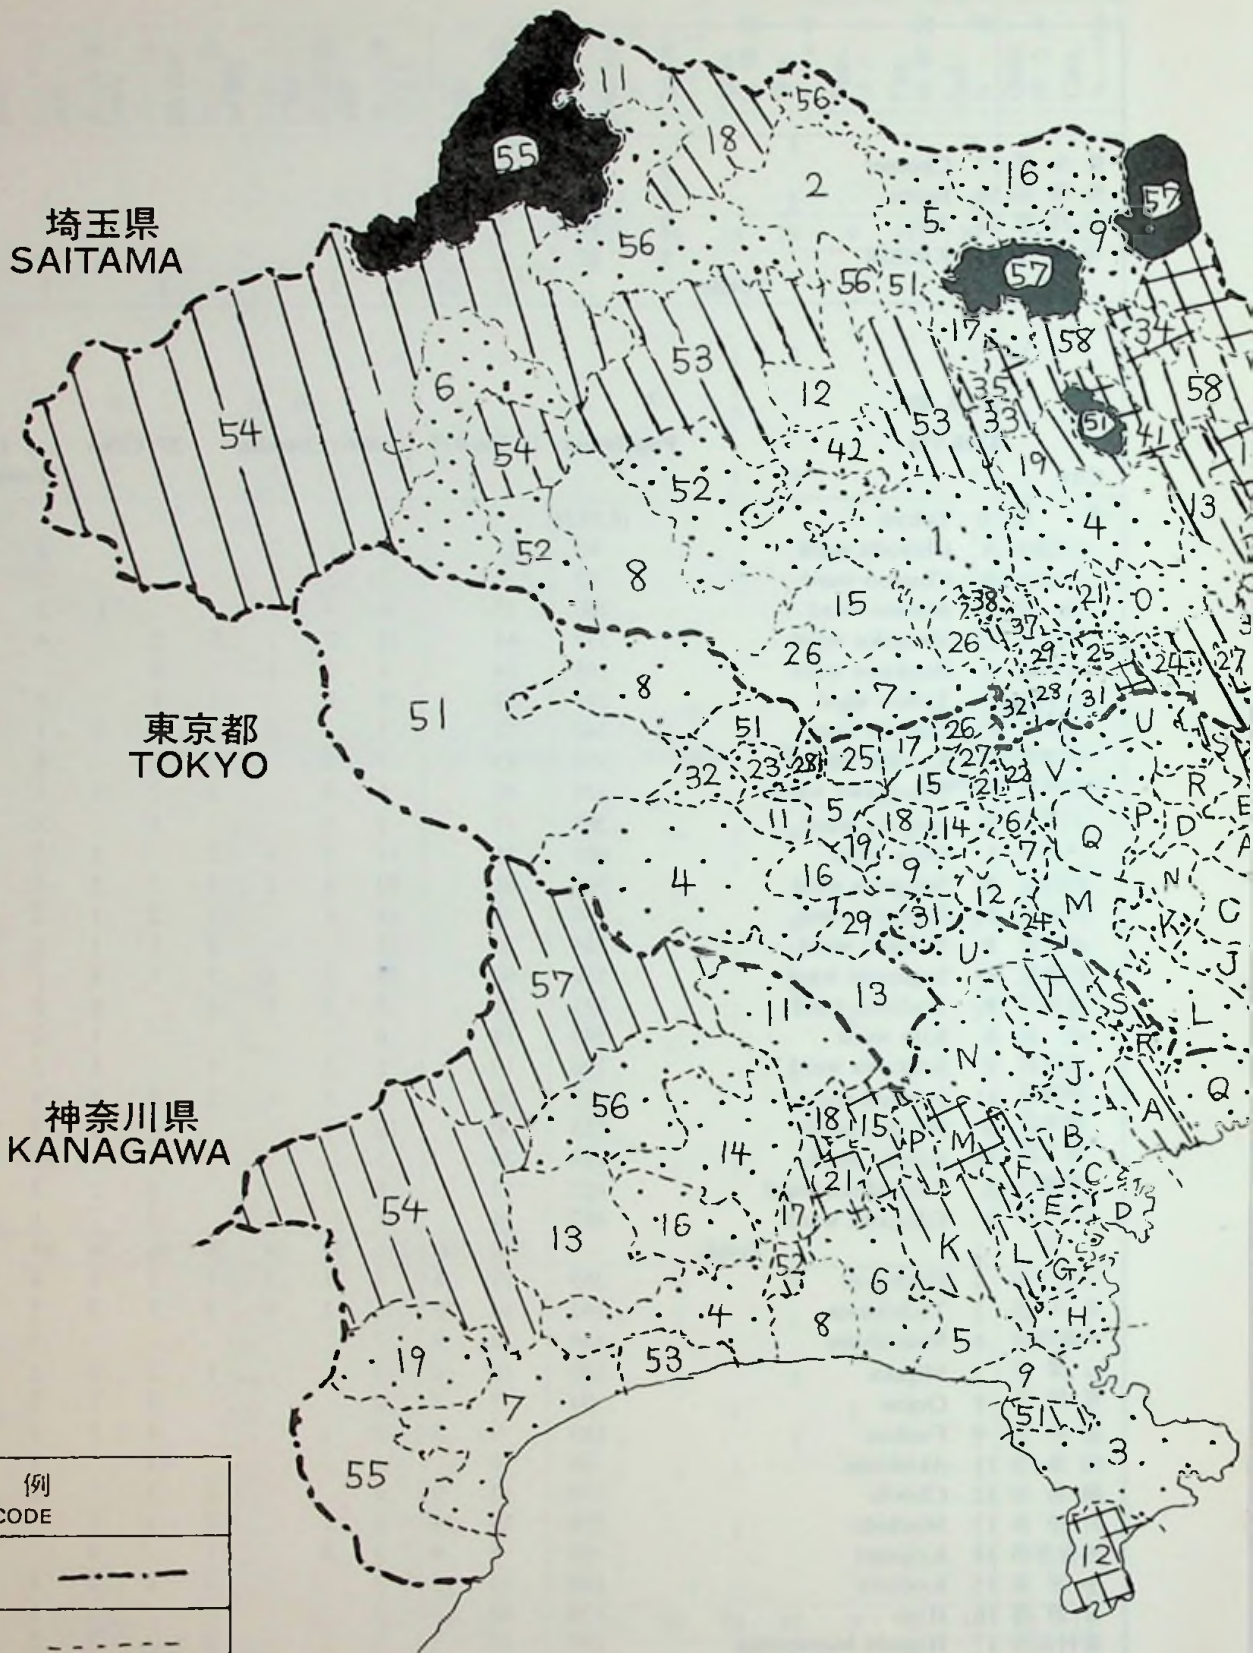 埼玉県
SAITAMA
東京都
TOKYO
神奈川県
KANAGAWA
11
56
18
55
2
16
57
5
9
56
57
56
51
17
58
34
53
6
35
58
12
54
53
33
51
41
54
42
19
52
13
4
1
52
8
15
38
21
O
37
26
29
25
24
27
26
7
8
32
28
31
51
U
51
26
17
25
32
23
28
27
V
15
21
22
R
E
11
5
18
14
6
P
D
19
Q
7
A
4
16
9
N
12
M
C
29
31
24
K
U
J
57
13
T
11
S
L
N
R
J
Q
A
56
18
15
P
M
B
14
F
21
C
54
17
H
E
D
13
16
K
L
52
G
6
4
8
H
19
53
5
9
7
51
3
55
12
例
CODE